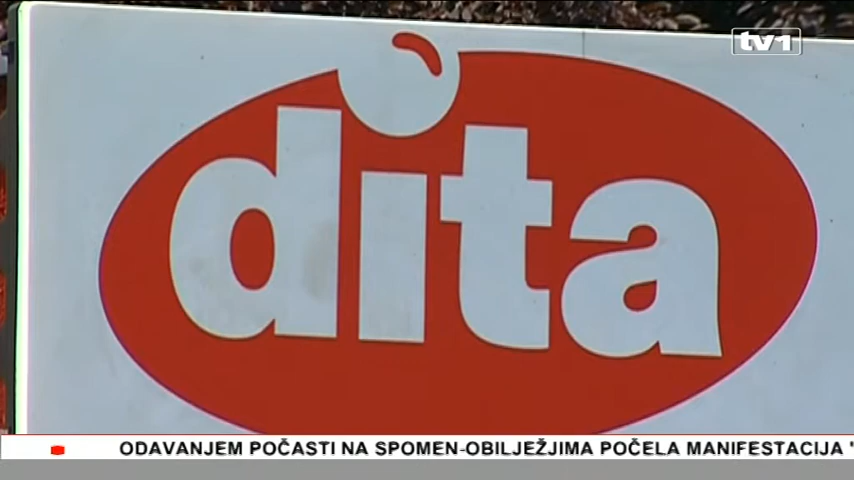 tv1
dita
ODAVANJEM POČASTI NA SPOMEN-OBILJEŽJIMA POČELA MANIFESTACIJA "